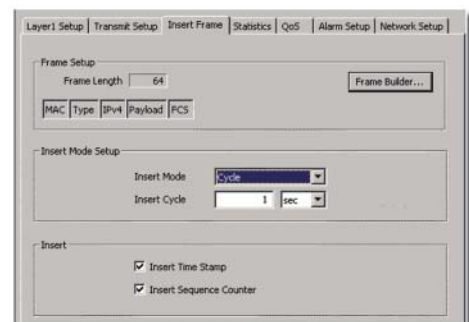 Layer1 Setup Transmit Setup Insert Frame Statistics QoS Alarm Setup Network Setup
Frame Setup
Frame Length 64
Frame Builder...
MAC Type IPv4 Payload FCS
Insert Mode Setup
Insert Mode Cycle
Insert Cycle 1 sec
Insert
Insert Time Stamp
Insert Sequence Counter